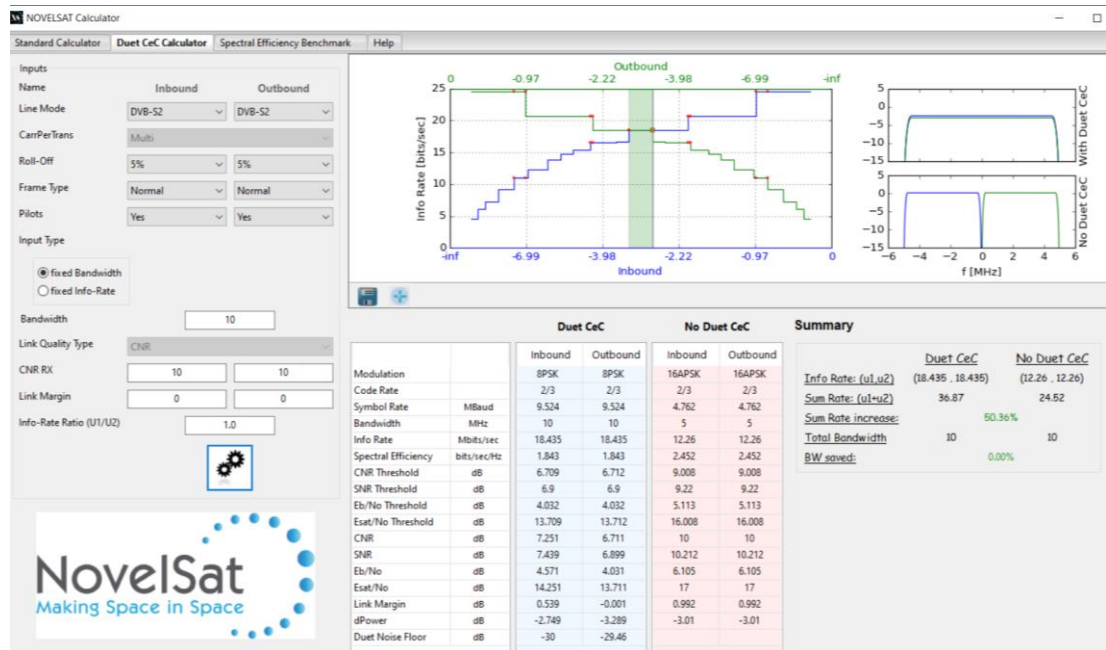 NOVELSAT Calculator
Standard Calculator Duet CeC Calculator Spectral Efficiency Benchmark Help
Inputs
Name Inbound Outbound
Line Mode DVB-S2 DVB-S2
CarrPerTrans Multi
Roll-Off 5% 5%
Frame Type Normal Normal
Pilots Yes Yes
Input Type
fixed Bandwidth
fixed Info-Rate
Bandwidth 10
Link Quality Type CNR
CNR RX 10 10
Link Margin 0 0
Info-Rate Ratio (U1/U2) 1.0
NovelSat
Making Space in Space
Outbound
0 -0.97 -2.22 -3.98 -6.99 -inf
Info Rate [bits/sec]
25
20
15
10
5
0
-inf -6.99 -3.98 -2.22 -0.97 0
Inbound
5
0
-5
-10
-15
With Duet CeC
5
0
-5
-10
-15
No Duet CeC
-6 -4 -2 0 2 4 6
f [MHz]
Duet CeC No Duet CeC
Inbound Outbound Inbound Outbound
Modulation 8PSK 8PSK 16APSK 16APSK
Code Rate 2/3 2/3 2/3 2/3
Symbol Rate MBaud 9.524 9.524 4.762 4.762
Bandwidth MHz 10 10 5 5
Info Rate Mbits/sec 18.435 18.435 12.26 12.26
Spectral Efficiency bits/sec/Hz 1.843 1.843 2.452 2.452
CNR Threshold dB 6.709 6.712 9.008 9.008
SNR Threshold dB 6.9 6.9 9.22 9.22
Eb/No Threshold dB 4.032 4.032 5.113 5.113
Esat/No Threshold dB 13.709 13.712 16.008 16.008
CNR dB 7.251 6.711 10 10
SNR dB 7.439 6.899 10.212 10.212
Eb/No dB 4.571 4.031 6.105 6.105
Esat/No dB 14.251 13.711 17 17
Link Margin dB 0.539 -0.001 0.992 0.992
dPower dB -2.749 -3.289 -3.01 -3.01
Duet Noise Floor dB -30 -29.46
Summary
Duet CeC No Duet CeC
Info Rate: (u1,u2) (18.435 , 18.435) (12.26 , 12.26)
Sum Rate: (u1+u2) 36.87 24.52
Sum Rate increase: 50.36%
Total Bandwidth 10 10
BW saved: 0.00%